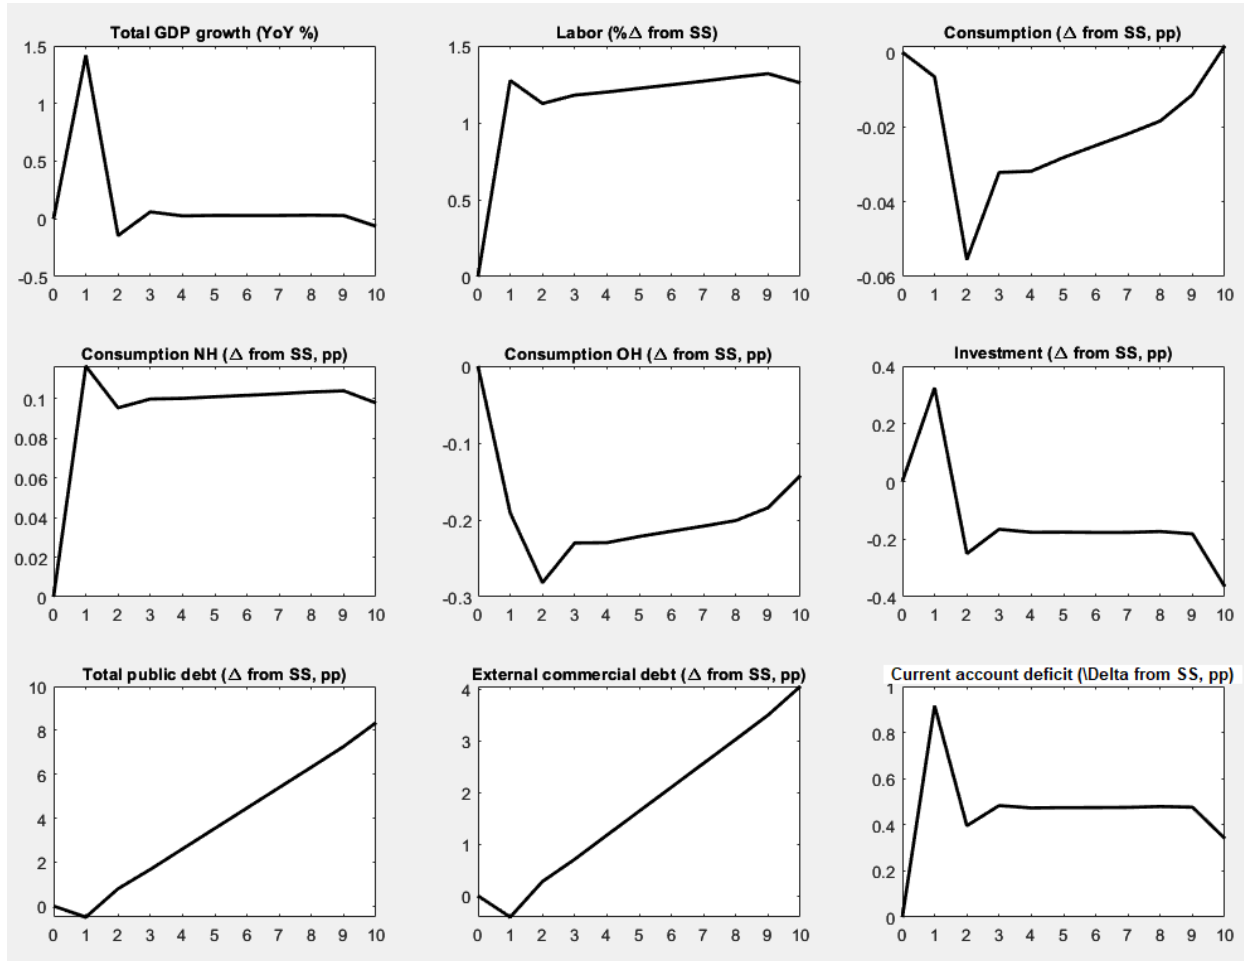 Total GDP growth (YoY %)
1.5
1
0.5
0
-0.5
0 1 2 3 4 5 6 7 8 9 10
Labor (%Δ from SS)
1.5
1
0.5
0
0 1 2 3 4 5 6 7 8 9 10
Consumption (Δ from SS, pp)
0
-0.02
-0.04
-0.06
0 1 2 3 4 5 6 7 8 9 10
Consumption NH (Δ from SS, pp)
0.1
0.08
0.06
0.04
0.02
0
0 1 2 3 4 5 6 7 8 9 10
Consumption OH (Δ from SS, pp)
0
-0.1
-0.2
-0.3
0 1 2 3 4 5 6 7 8 9 10
Investment (Δ from SS, pp)
0.4
0.2
0
-0.2
-0.4
0 1 2 3 4 5 6 7 8 9 10
Total public debt (Δ from SS, pp)
10
8
6
4
2
0
0 1 2 3 4 5 6 7 8 9 10
External commercial debt (Δ from SS, pp)
4
3
2
1
0
0 1 2 3 4 5 6 7 8 9 10
Current account deficit (\Delta from SS, pp)
1
0.8
0.6
0.4
0.2
0
0 1 2 3 4 5 6 7 8 9 10